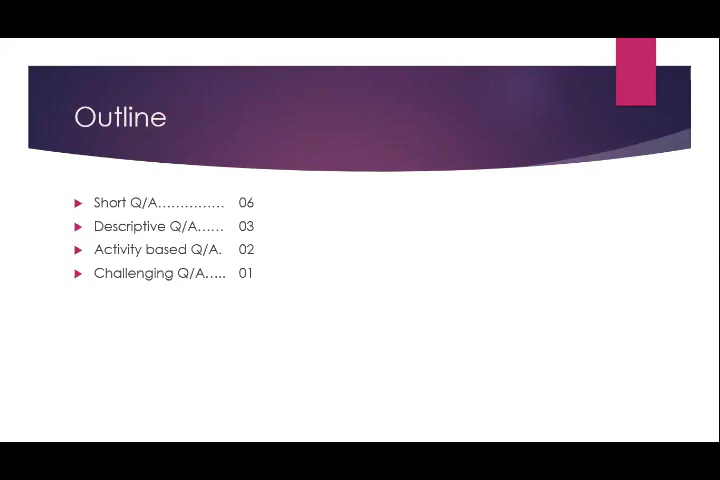 Outline
Short Q/A.............. 06
Descriptive Q/A...... 03
Activity based Q/A. 02
Challenging Q/A..... 01